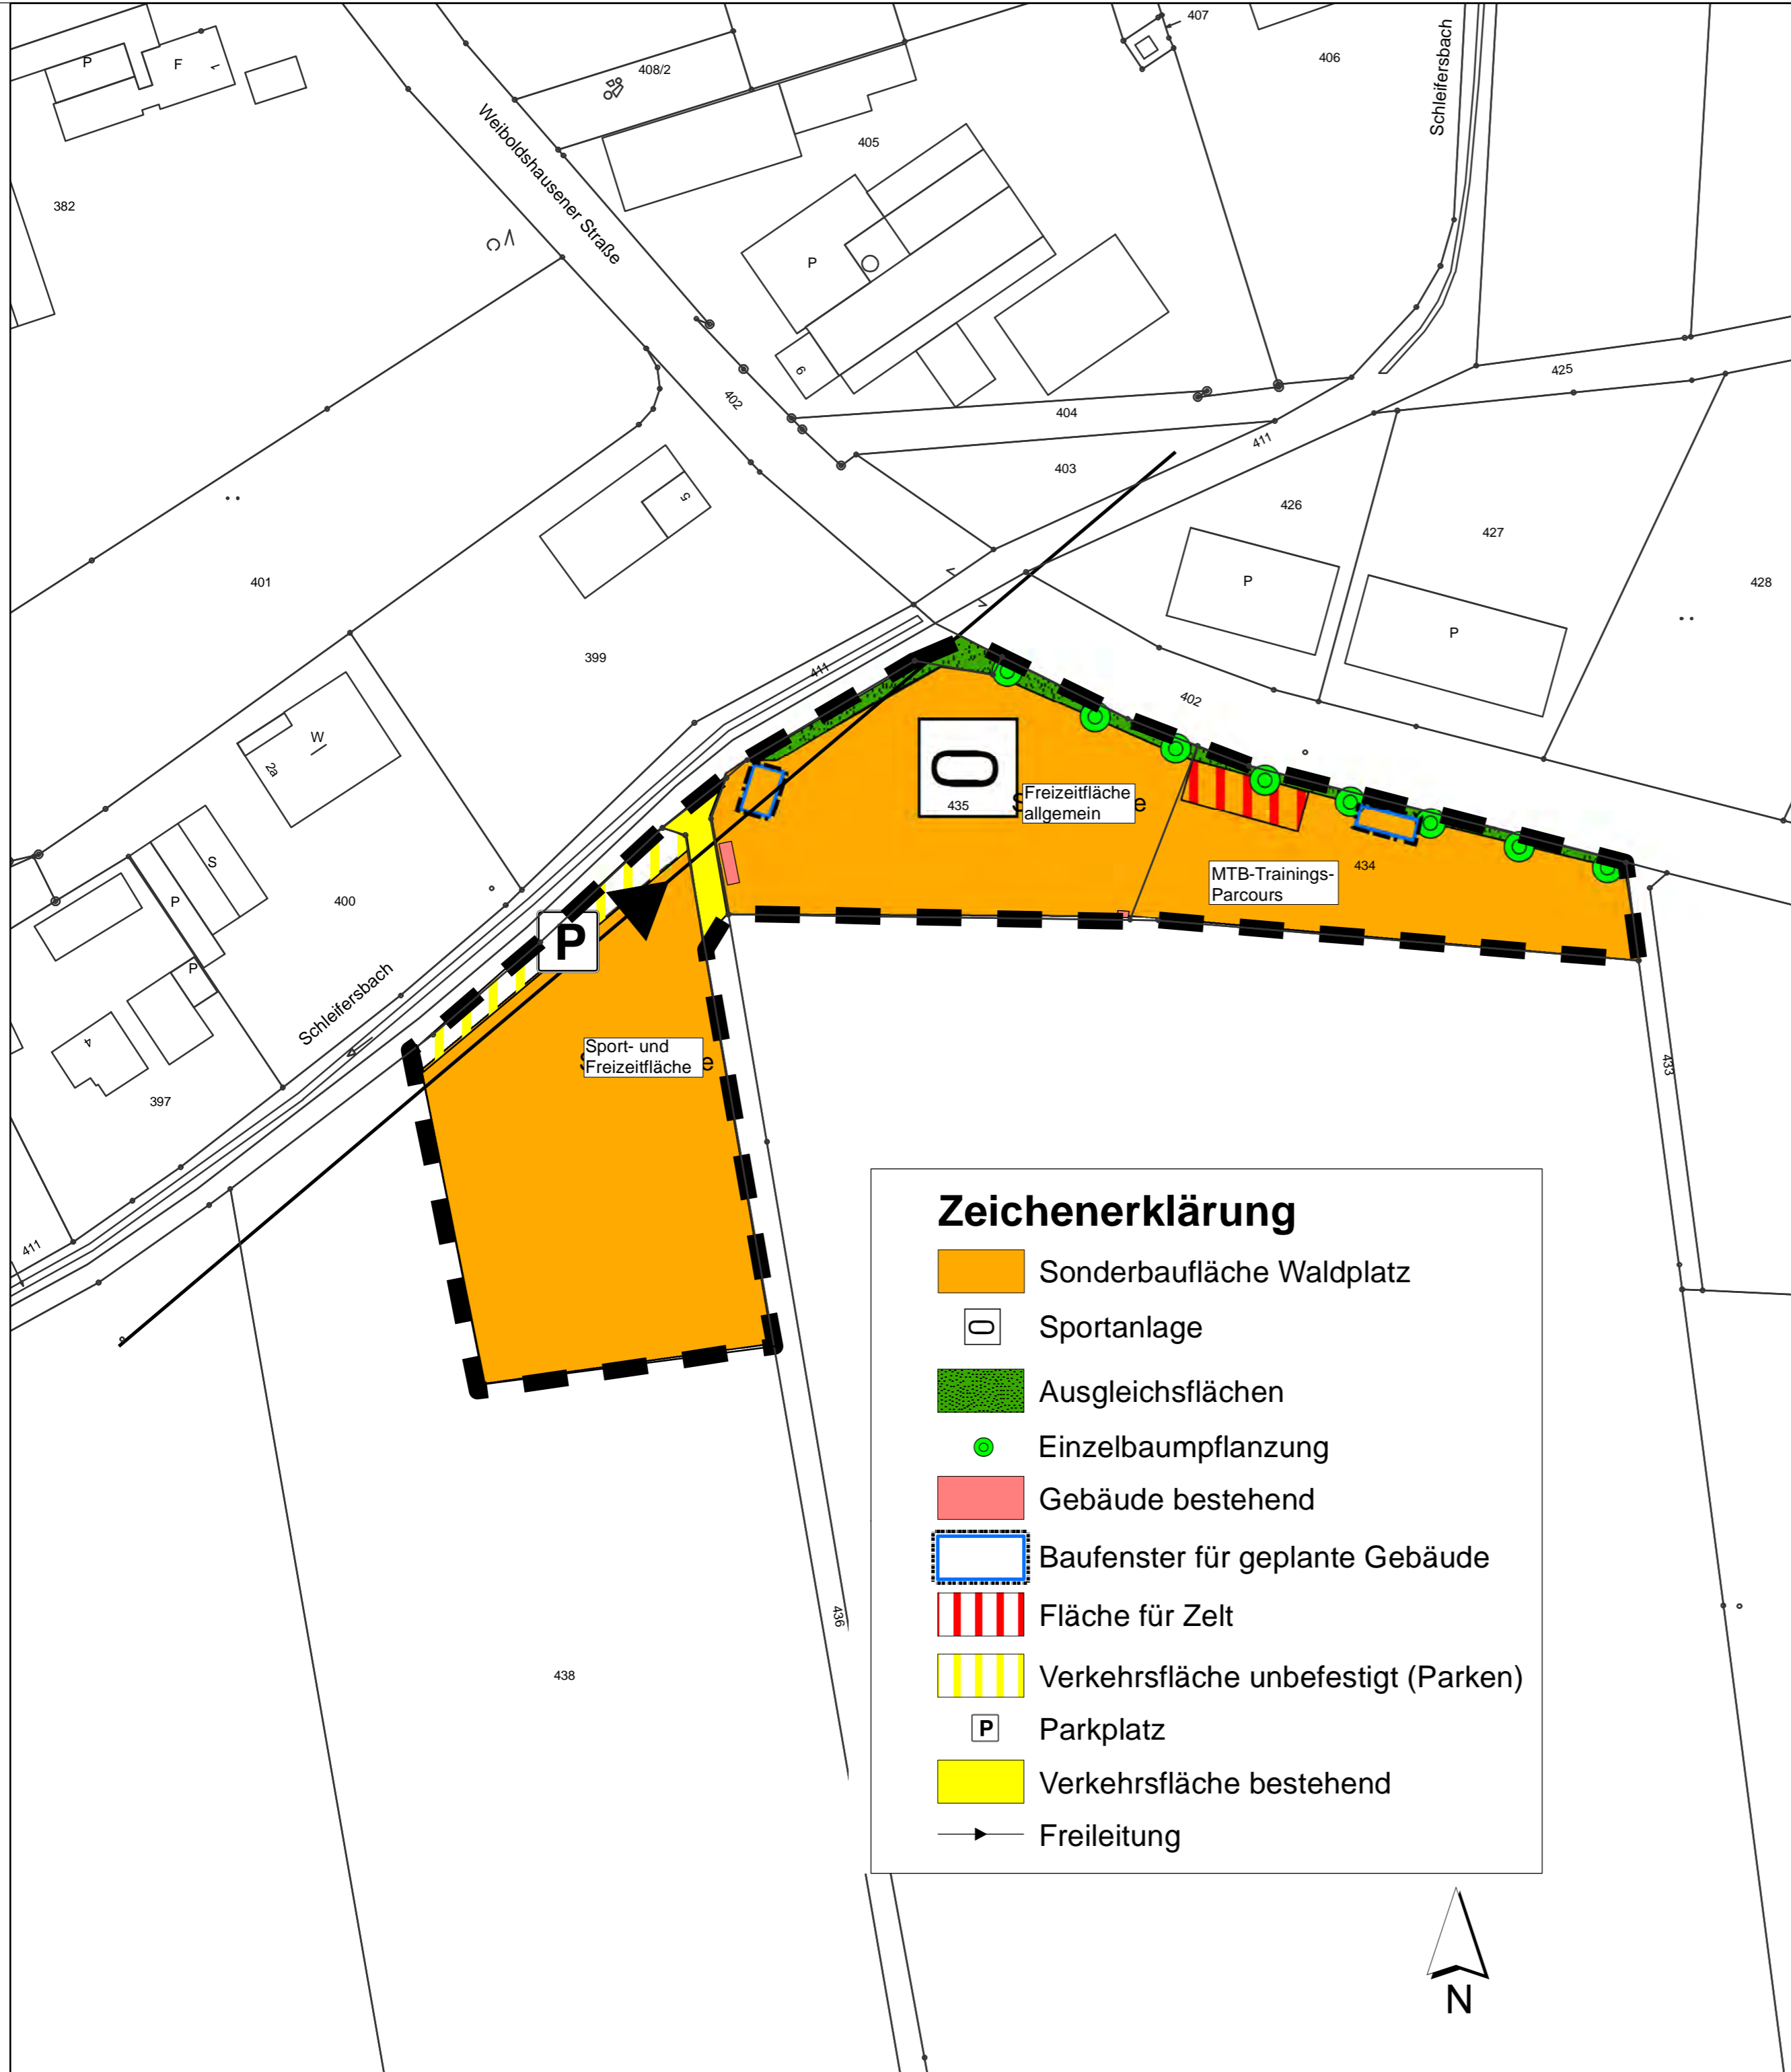 407
P
F
1
408/2
406
Schleifersbach
Weiboldshausener Straße
405
382
P
6
402
425
404
411
403
5
426
427
401
P
428
P
399
411
402
W
2a
435
Freizeitfläche
allgemein
S
P
434
MTB-Trainings-
Parcours
400
P
P
Schleifersbach
4
Sport- und
Freizeitfläche
433
397
411
Zeichenerklärung
Sonderbaufläche Waldplatz
Sportanlage
Ausgleichsflächen
Einzelbaumpflanzung
Gebäude bestehend
Baufenster für geplante Gebäude
Fläche für Zelt
436
438
Verkehrsfläche unbefestigt (Parken)
P
Parkplatz
Verkehrsfläche bestehend
Freileitung
N